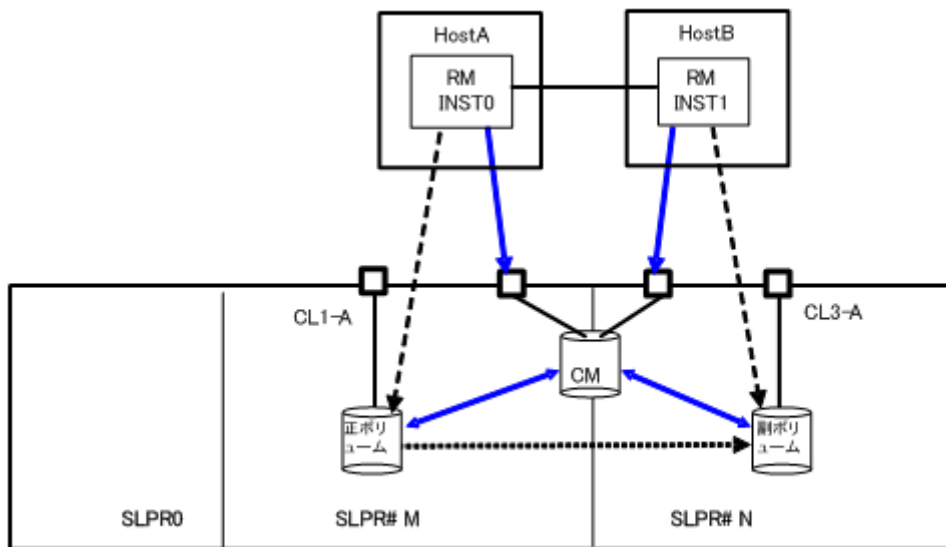 HostA
HostB
RM
INST0
RM
INST1
CL1-A
CL3-A
CM
正ボリ
ューム
副ボリ
ューム
SLPR0
SLPR# M
SLPR# N